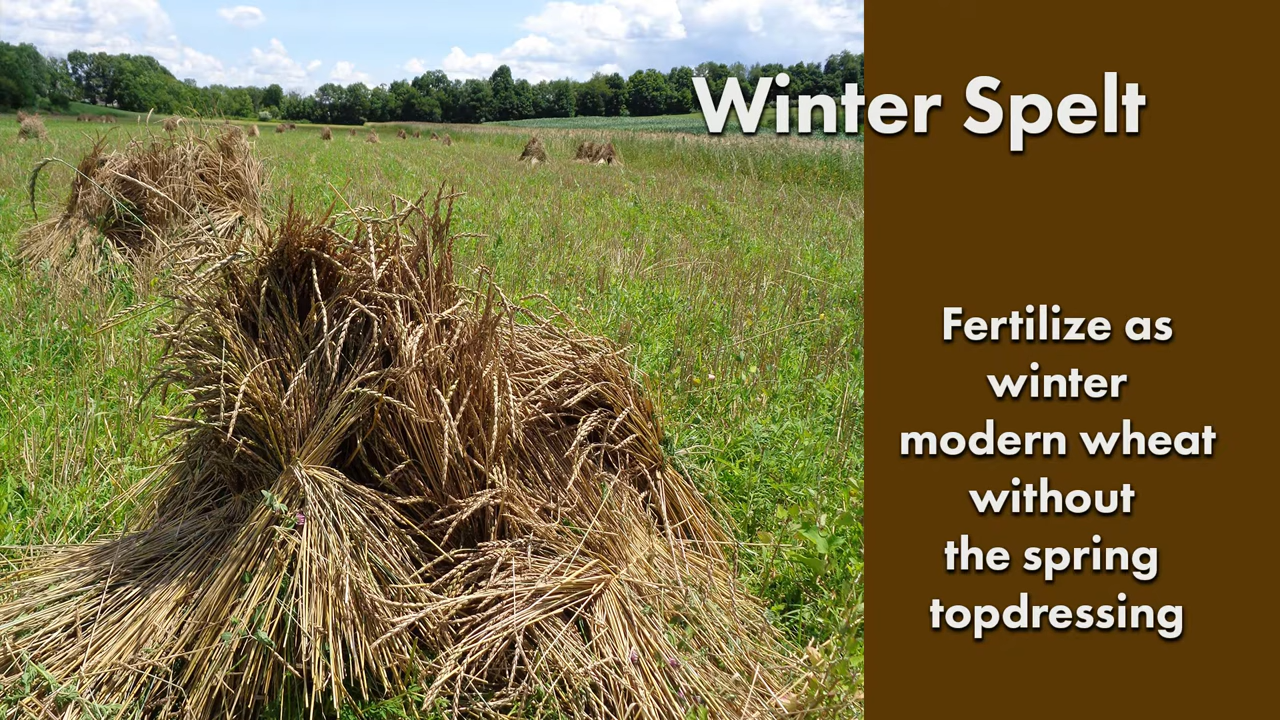 Winter Spelt
Fertilize as
winter
modern wheat
without
the spring
topdressing